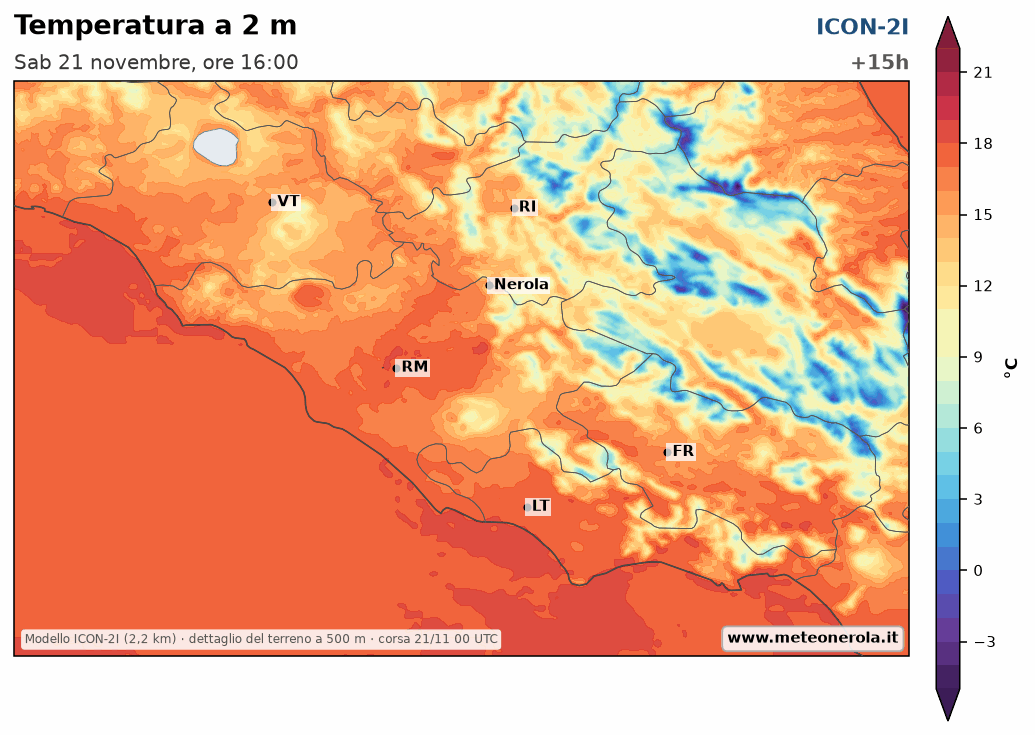 Temperatura a 2 m
ICON-2I
Sab 21 novembre, ore 16:00
+15h
21
18
15
12
9
6
3
0
−3
°C
VT
RI
Nerola
RM
FR
LT
Modello ICON-2I (2,2 km) · dettaglio del terreno a 500 m · corsa 21/11 00 UTC
www.meteonerola.it